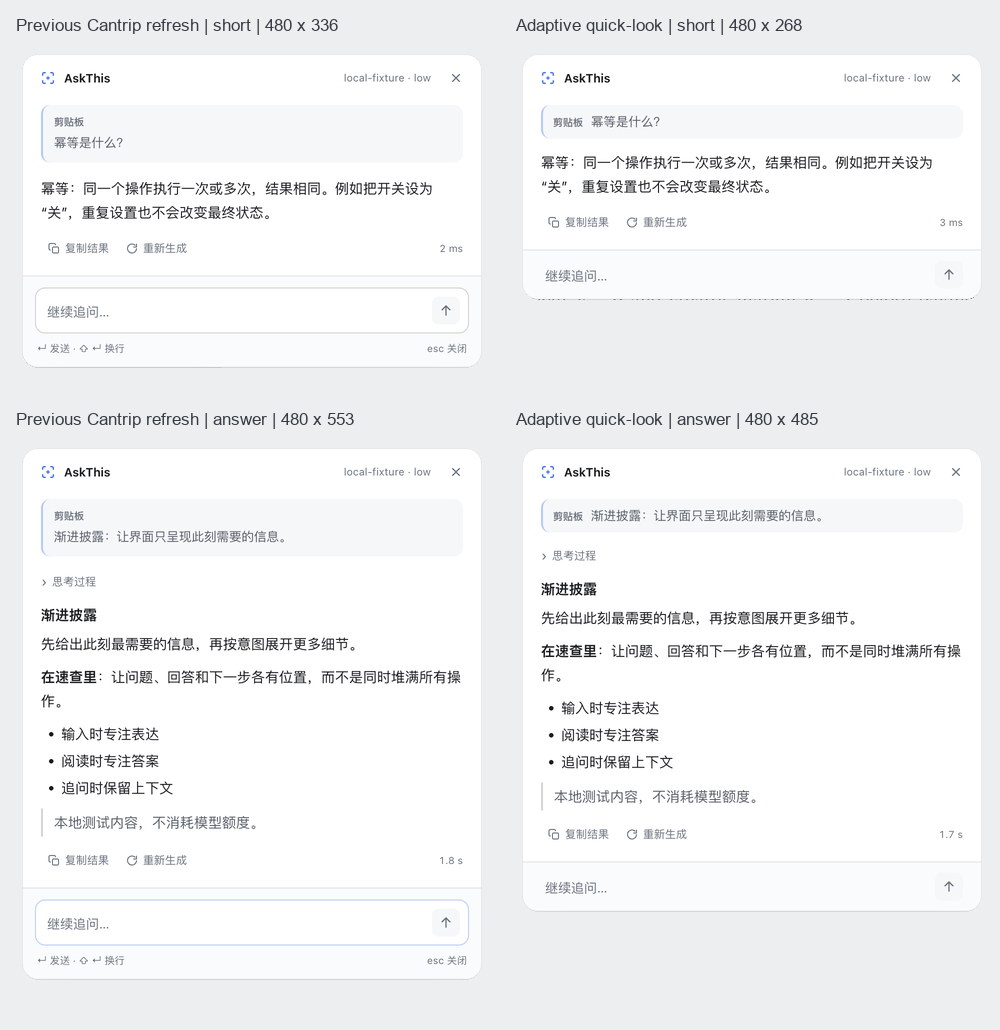 Previous Cantrip refresh | short | 480 x 336
AskThis
local-fixture · low
剪贴板
幂等是什么?
幂等：同一个操作执行一次或多次，结果相同。例如把开关设为
“关”，重复设置也不会改变最终状态。
复制结果
重新生成
2 ms
继续追问...
↵ 发送 · ⇧ ↵ 换行
esc 关闭
Adaptive quick-look | short | 480 x 268
AskThis
local-fixture · low
剪贴板 幂等是什么?
幂等：同一个操作执行一次或多次，结果相同。例如把开关设为
“关”，重复设置也不会改变最终状态。
复制结果
重新生成
3 ms
继续追问...
Previous Cantrip refresh | answer | 480 x 553
AskThis
local-fixture · low
剪贴板
渐进披露：让界面只呈现此刻需要的信息。
思考过程
渐进披露
先给出此刻最需要的信息，再按意图展开更多细节。
在速查里：让问题、回答和下一步各有位置，而不是同时堆满所有操
作。
• 输入时专注表达
• 阅读时专注答案
• 追问时保留上下文
本地测试内容，不消耗模型额度。
复制结果
重新生成
1.8 s
继续追问...
↵ 发送 · ⇧ ↵ 换行
esc 关闭
Adaptive quick-look | answer | 480 x 485
AskThis
local-fixture · low
剪贴板 渐进披露：让界面只呈现此刻需要的信息。
思考过程
渐进披露
先给出此刻最需要的信息，再按意图展开更多细节。
在速查里：让问题、回答和下一步各有位置，而不是同时堆满所有操
作。
• 输入时专注表达
• 阅读时专注答案
• 追问时保留上下文
本地测试内容，不消耗模型额度。
复制结果
重新生成
1.7 s
继续追问...